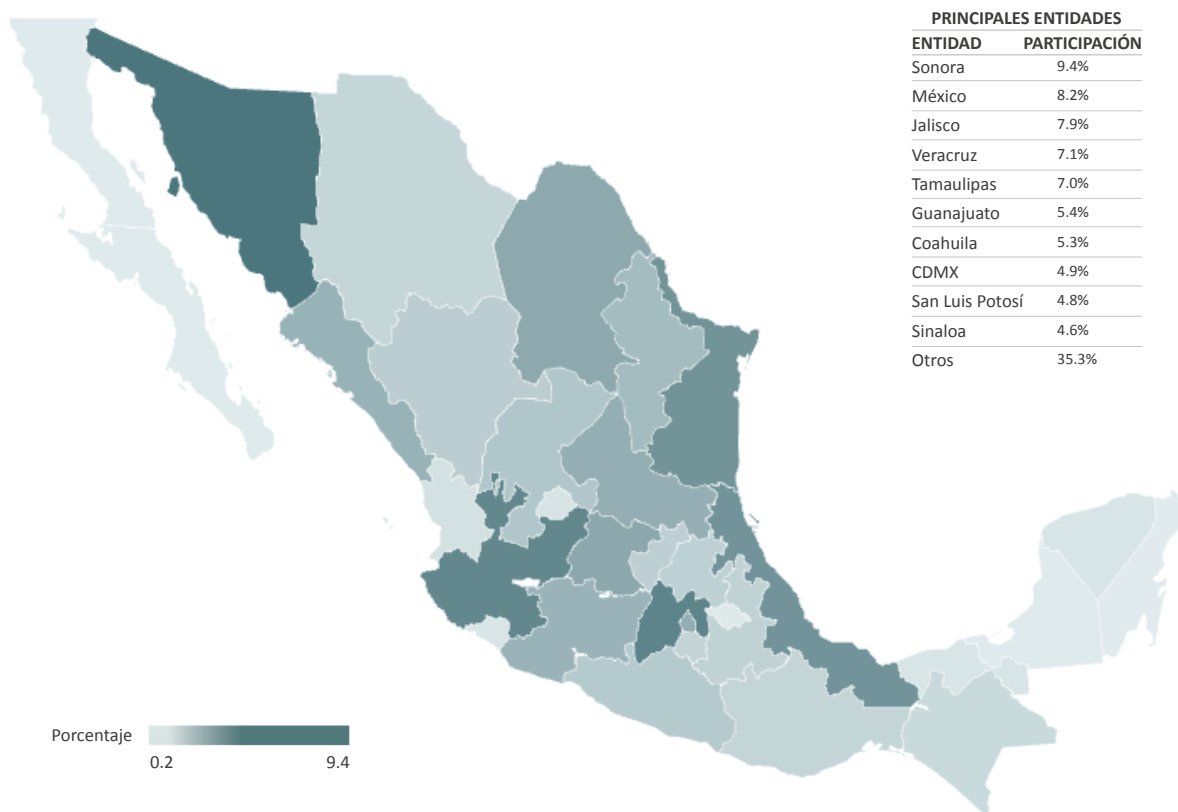 PRINCIPALES ENTIDADES
ENTIDAD PARTICIPACIÓN
Sonora 9.4%
México 8.2%
Jalisco 7.9%
Veracruz 7.1%
Tamaulipas 7.0%
Guanajuato 5.4%
Coahuila 5.3%
CDMX 4.9%
San Luis Potosí 4.8%
Sinaloa 4.6%
Otros 35.3%
Porcentaje
0.2 9.4